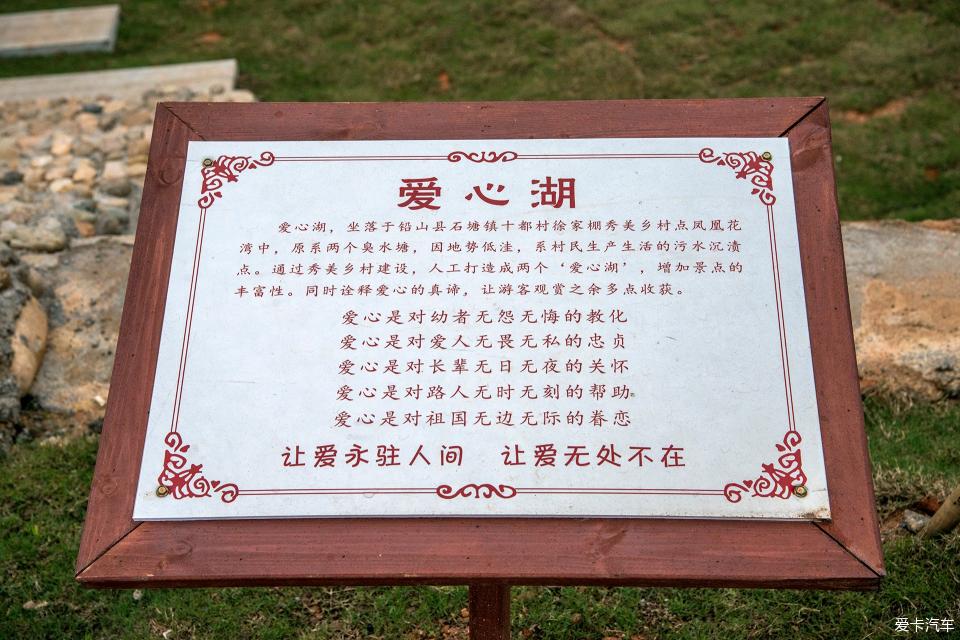 爱心湖
爱心湖，坐落于铅山县石塘镇十都村徐家棚秀美乡村点凤凰花
湾中，原系两个臭水塘，因地势低洼，系村民生产生活的污水沉渍
点。通过秀美乡村建设，人工打造成两个‘爱心湖’，增加景点的
丰富性。同时诠释爱心的真谛，让游客观赏之余多点收获。
爱心是对幼者无怨无悔的教化
爱心是对爱人无畏无私的忠贞
爱心是对长辈无日无夜的关怀
爱心是对路人无时无刻的帮助
爱心是对祖国无边无际的眷恋
让爱永驻人间　让爱无处不在
爱卡汽车